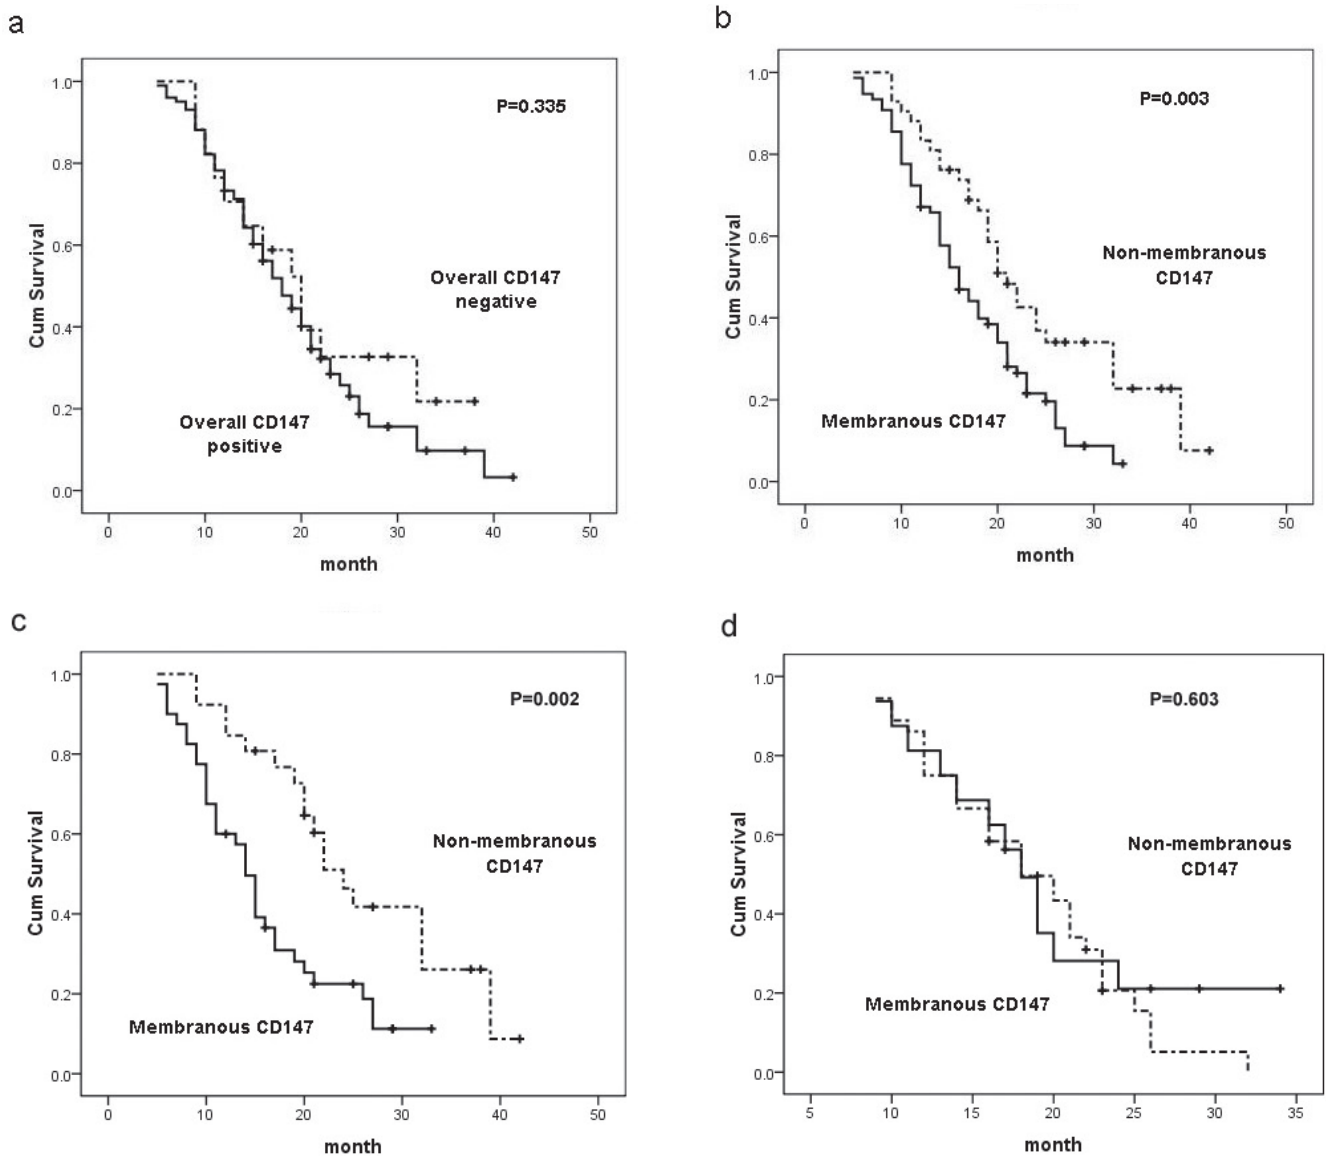 a
1.0
0.8
0.6
0.4
0.2
0.0
Cum Survival
P=0.335
Overall CD147
negative
Overall CD147
positive
0 10 20 30 40 50
month
b
1.0
0.8
0.6
0.4
0.2
0.0
Cum Survival
P=0.003
Non-membranous
CD147
Membranous CD147
0 10 20 30 40 50
month
c
1.0
0.8
0.6
0.4
0.2
0.0
Cum Survival
P=0.002
Non-membranous
CD147
Membranous CD147
0 10 20 30 40 50
month
d
1.0
0.8
0.6
0.4
0.2
0.0
Cum Survival
P=0.603
Non-membranous
CD147
Membranous CD147
5 10 15 20 25 30 35
month